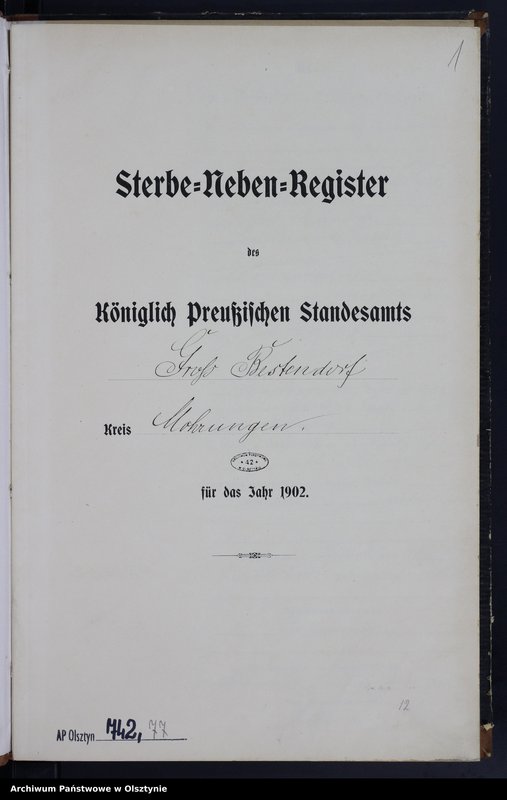 1
Sterbe=Neben=Register
des
Königlich Preußischen Standesamts
Groß Bestendorf
Kreis Mohrungen.
42
für das Jahr 1902.
12
AP Olsztyn 742, 77
Archiwum Państwowe w Olsztynie